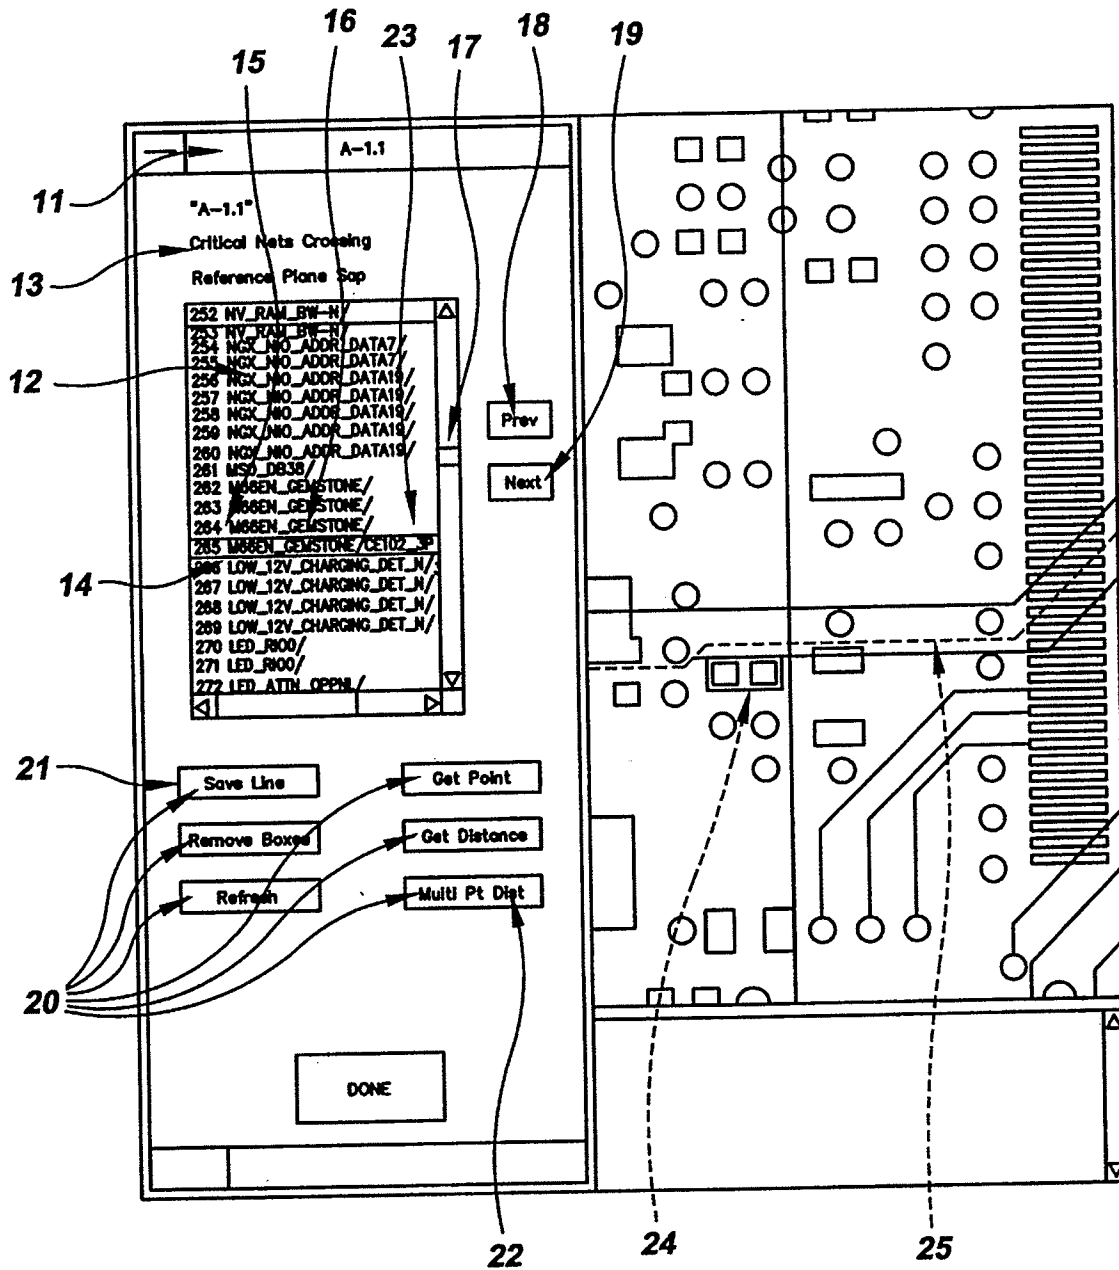 16 23 17 18 19
15
A-1.1
11
"A-1.1"
Critical Nets Crossing
13
Reference Plane Sap
252 NV_RAM_BW-N/
253 NV_RAM_BW-N/
254 NGX_NIO_ADDR_DATA7/
255 NGX_NIO_ADDR_DATA7/
12
256 NGX_NIO_ADDR_DATA19/
257 NGX_NIO_ADDR_DATA19/
258 NGX_NIO_ADDR_DATA19/
259 NGX_NIO_ADDR_DATA19/
260 NGX_NIO_ADDR_DATA19/
Prev
261 MSD_DB38/
262 M66EN_GEMSTONE/
Next
263 M66EN_GEMSTONE/
264 M66EN_GEMSTONE/
265 M66EN_GEMSTONE/CE102_3P
14
266 LOW_12V_CHARGING_DET_N/
267 LOW_12V_CHARGING_DET_N/
268 LOW_12V_CHARGING_DET_N/
269 LOW_12V_CHARGING_DET_N/
270 LED_RIO0/
271 LED_RIO0/
272 LED_ATTN_OPPNL/
21
Save Line Get Point
Remove Boxes Get Distance
Refresh Multi Pt Dist
20
DONE
22 24 25